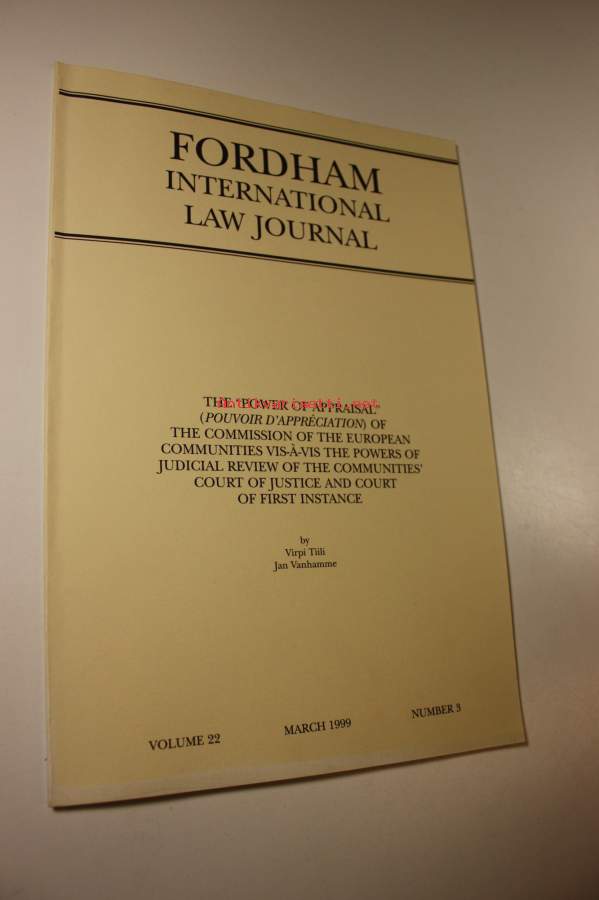 FORDHAM
INTERNATIONAL
LAW JOURNAL
THE "POWER OF APPRAISAL"
(POUVOIR D'APPRÉCIATION) OF
THE COMMISSION OF THE EUROPEAN
COMMUNITIES VIS-À-VIS THE POWERS OF
JUDICIAL REVIEW OF THE COMMUNITIES'
COURT OF JUSTICE AND COURT
OF FIRST INSTANCE
by
Virpi Tiili
Jan Vanhamme
VOLUME 22
MARCH 1999
NUMBER 3